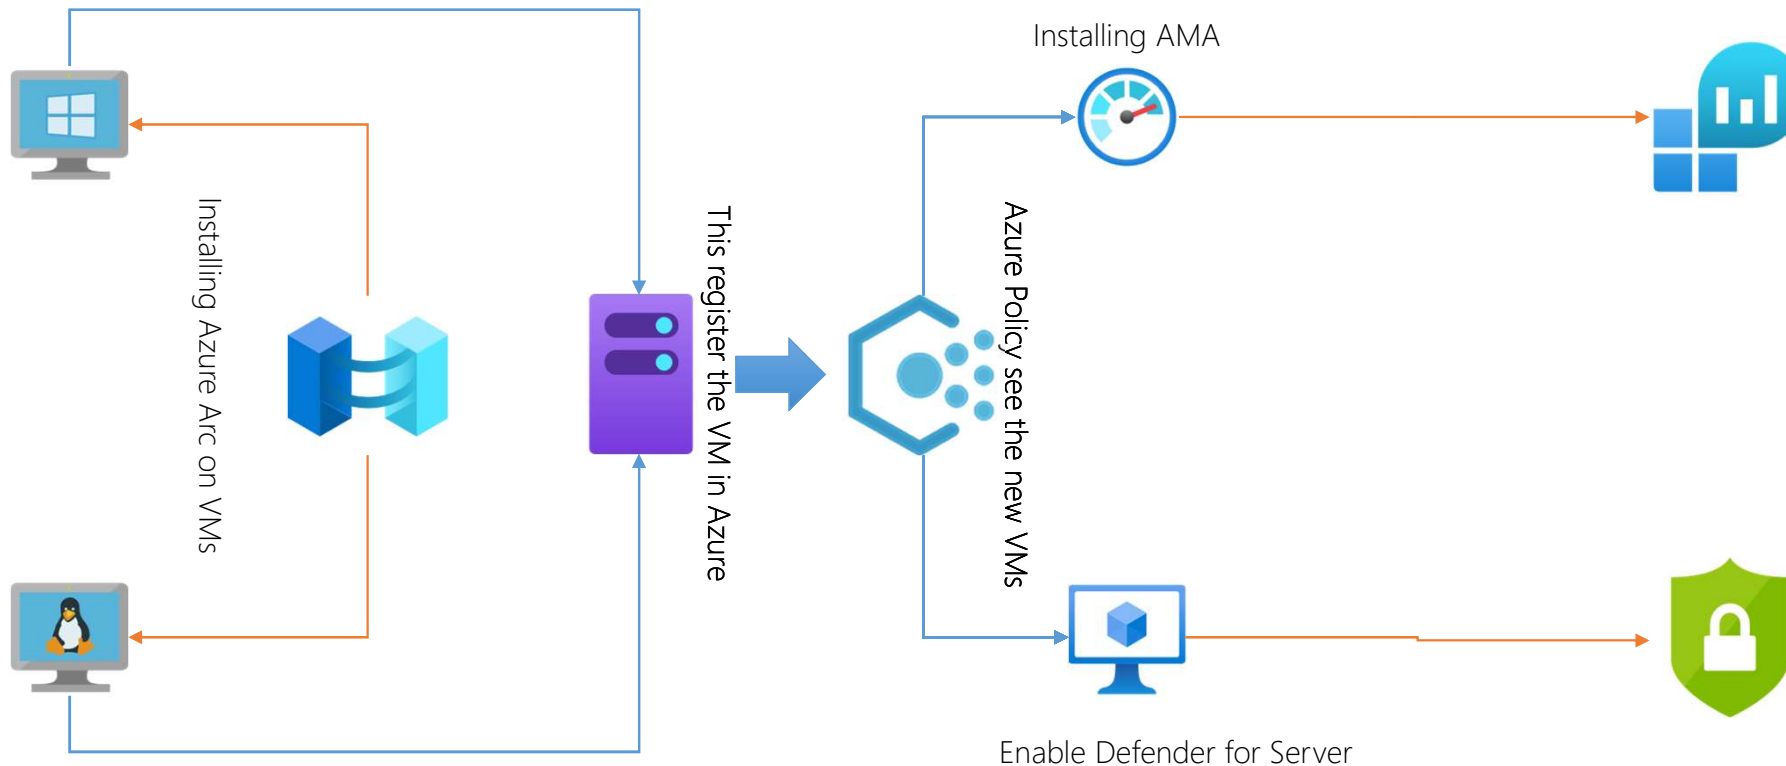 Installing AMA
Installing Azure Arc on VMs
This register the VM in Azure
Azure Policy see the new VMs
Enable Defender for Server